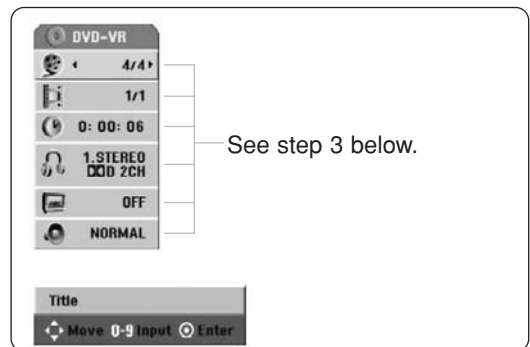 DVD-VR
4/4
1/1
0: 00: 06
1.STEREO
DD D 2CH
OFF
NORMAL
See step 3 below.
Title
Move 0-9 Input Enter